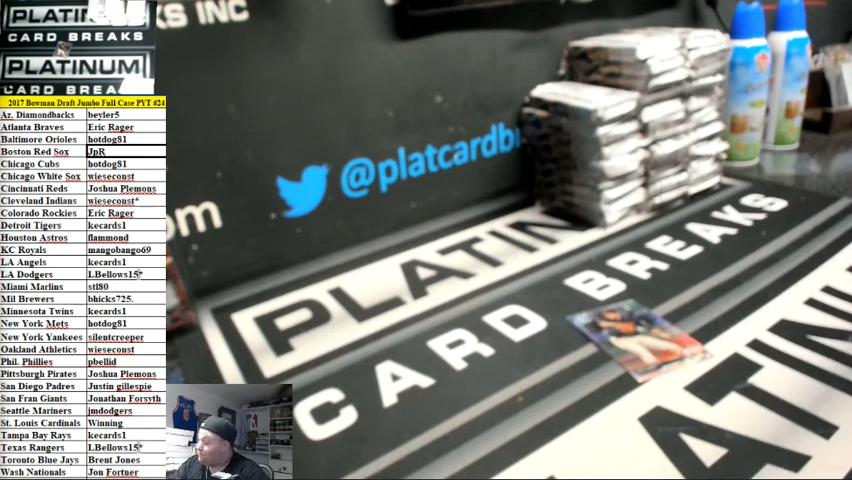 PLATIN
CARD BREAKS
PLATINUM
CARD BREAKS
KS INC
@platcardb
om
PLATIN
CARD BREAKS
LATINU
2017 Bowman Draft Jumbo Full Case PYT #24
Az. Diamondbacks beyler5
Atlanta Braves Eric Rager
Baltimore Orioles hotdog81
Boston Red Sox JpR
Chicago Cubs hotdog81
Chicago White Sox wieseconst
Cincinnati Reds Joshua Plemons
Cleveland Indians wieseconst*
Colorado Rockies Eric Rager
Detroit Tigers kecards1
Houston Astros flammond
KC Royals mangobango69
LA Angels kecards1
LA Dodgers LBellows15*
Miami Marlins stl80
Mil Brewers bhicks725.
Minnesota Twins kecards1
New York Mets hotdog81
New York Yankees silentcreeper
Oakland Athletics wieseconst
Phil. Phillies pbellid
Pittsburgh Pirates Joshua Plemons
San Diego Padres Justin gillespie
San Fran Giants Jonathan Forsyth
Seattle Mariners jmdodgers
St. Louis Cardinals Winning
Tampa Bay Rays kecards1
Texas Rangers LBellows15*
Toronto Blue Jays Brent Jones
Wash Nationals Jon Fortner